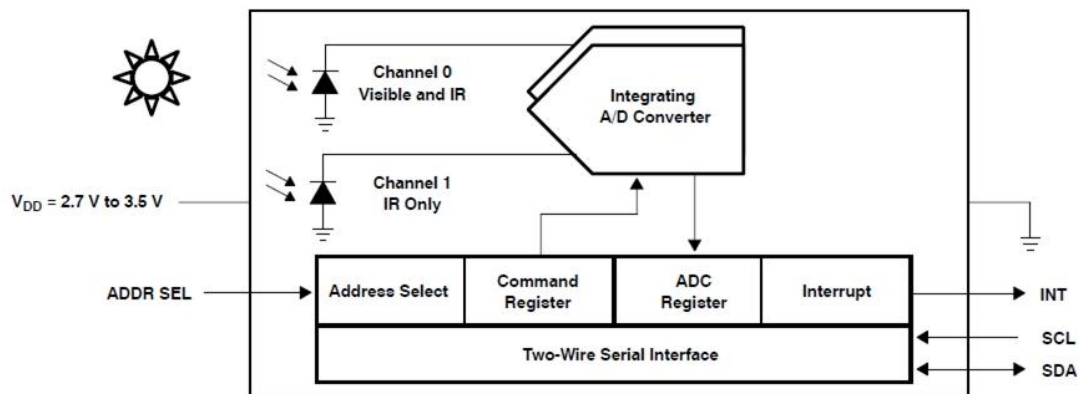 Channel 0
Visible and IR
Integrating
A/D Converter
Channel 1
IR Only
VDD = 2.7 V to 3.5 V
ADDR SEL
Address Select
Command
Register
ADC
Register
Interrupt
INT
Two-Wire Serial Interface
SCL
SDA